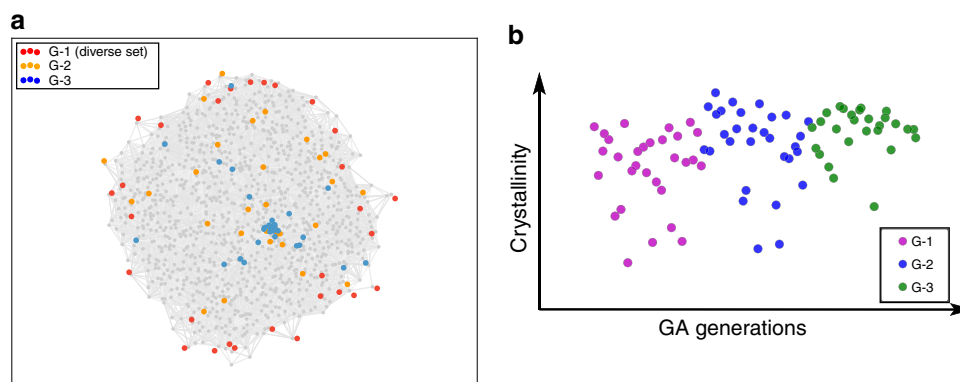 a
G-1 (diverse set)
G-2
G-3
b
Crystallinity
GA generations
G-1
G-2
G-3